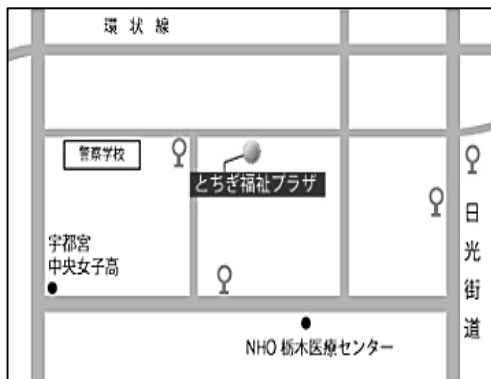 環状線
警察学校
とちぎ福祉プラザ
宇都宮
中央女子高
日光街道
NHO 栃木医療センター